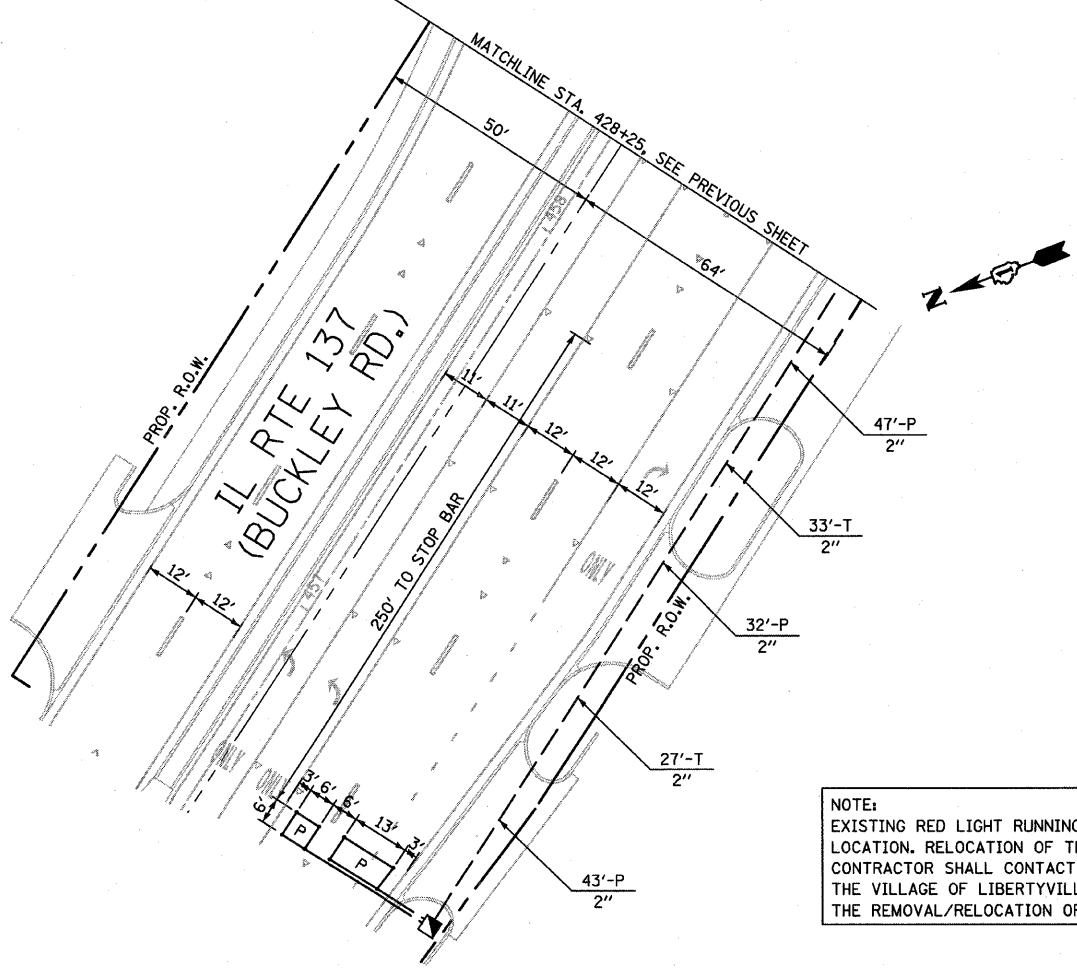 MATCHLINE STA. 428+25, SEE PREVIOUS SHEET
50'
64'
L458
N
PROP. R.O.W.
IL RTE 137
(BUCKLEY RD.)
11'
11'
12'
12'
12'
47'-P
2"
33'-T
2"
ONLY
250' TO STOP BAR
12'
12'
L457
32'-P
2"
PROP. R.O.W.
27'-T
2"
ONLY
ONLY
6'
3'
6'
6'
13'
3'
P
P
43'-P
2"
NOTE:
EXISTING RED LIGHT RUNNING
LOCATION. RELOCATION OF
CONTRACTOR SHALL CONTACT
THE VILLAGE OF
THE REMOVAL/RELOCATION OF